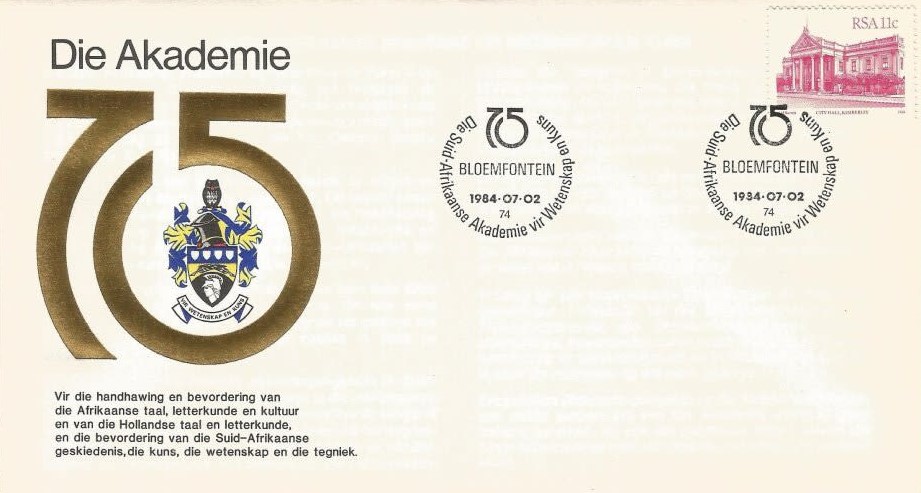 Die Akademie
75
VIR WETENSKAP EN KUNS
Vir die handhawing en bevordering van
die Afrikaanse taal, letterkunde en kultuur
en van die Hollandse taal en letterkunde,
en die bevordering van die Suid-Afrikaanse
geskiedenis,die kuns, die wetenskap en die tegniek.
75
BLOEMFONTEIN
1984·07·02
74
Die Suid-Afrikaanse Akademie vir Wetenskap en Kuns
RSA 11c
CITY HALL, KIMBERLEY
75
BLOEMFONTEIN
1984·07·02
74
Die Suid-Afrikaanse Akademie vir Wetenskap en Kuns